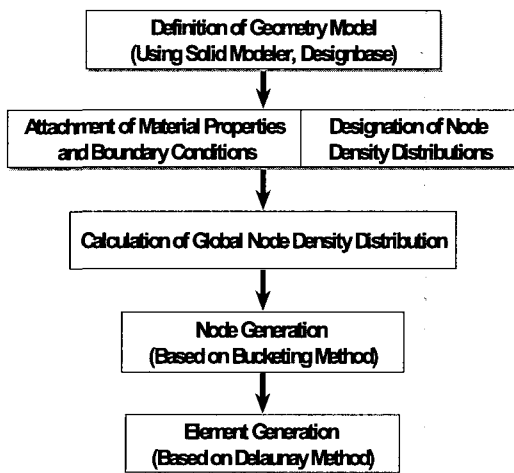 Definition of Geometry Model
(Using Solid Modeler, Designbase)
Attachment of Material Properties
and Boundary Conditions
Designation of Node
Density Distributions
Calculation of Global Node Density Distribution
Node Generation
(Based on Bucketing Method)
Element Generation
(Based on Delaunay Method)